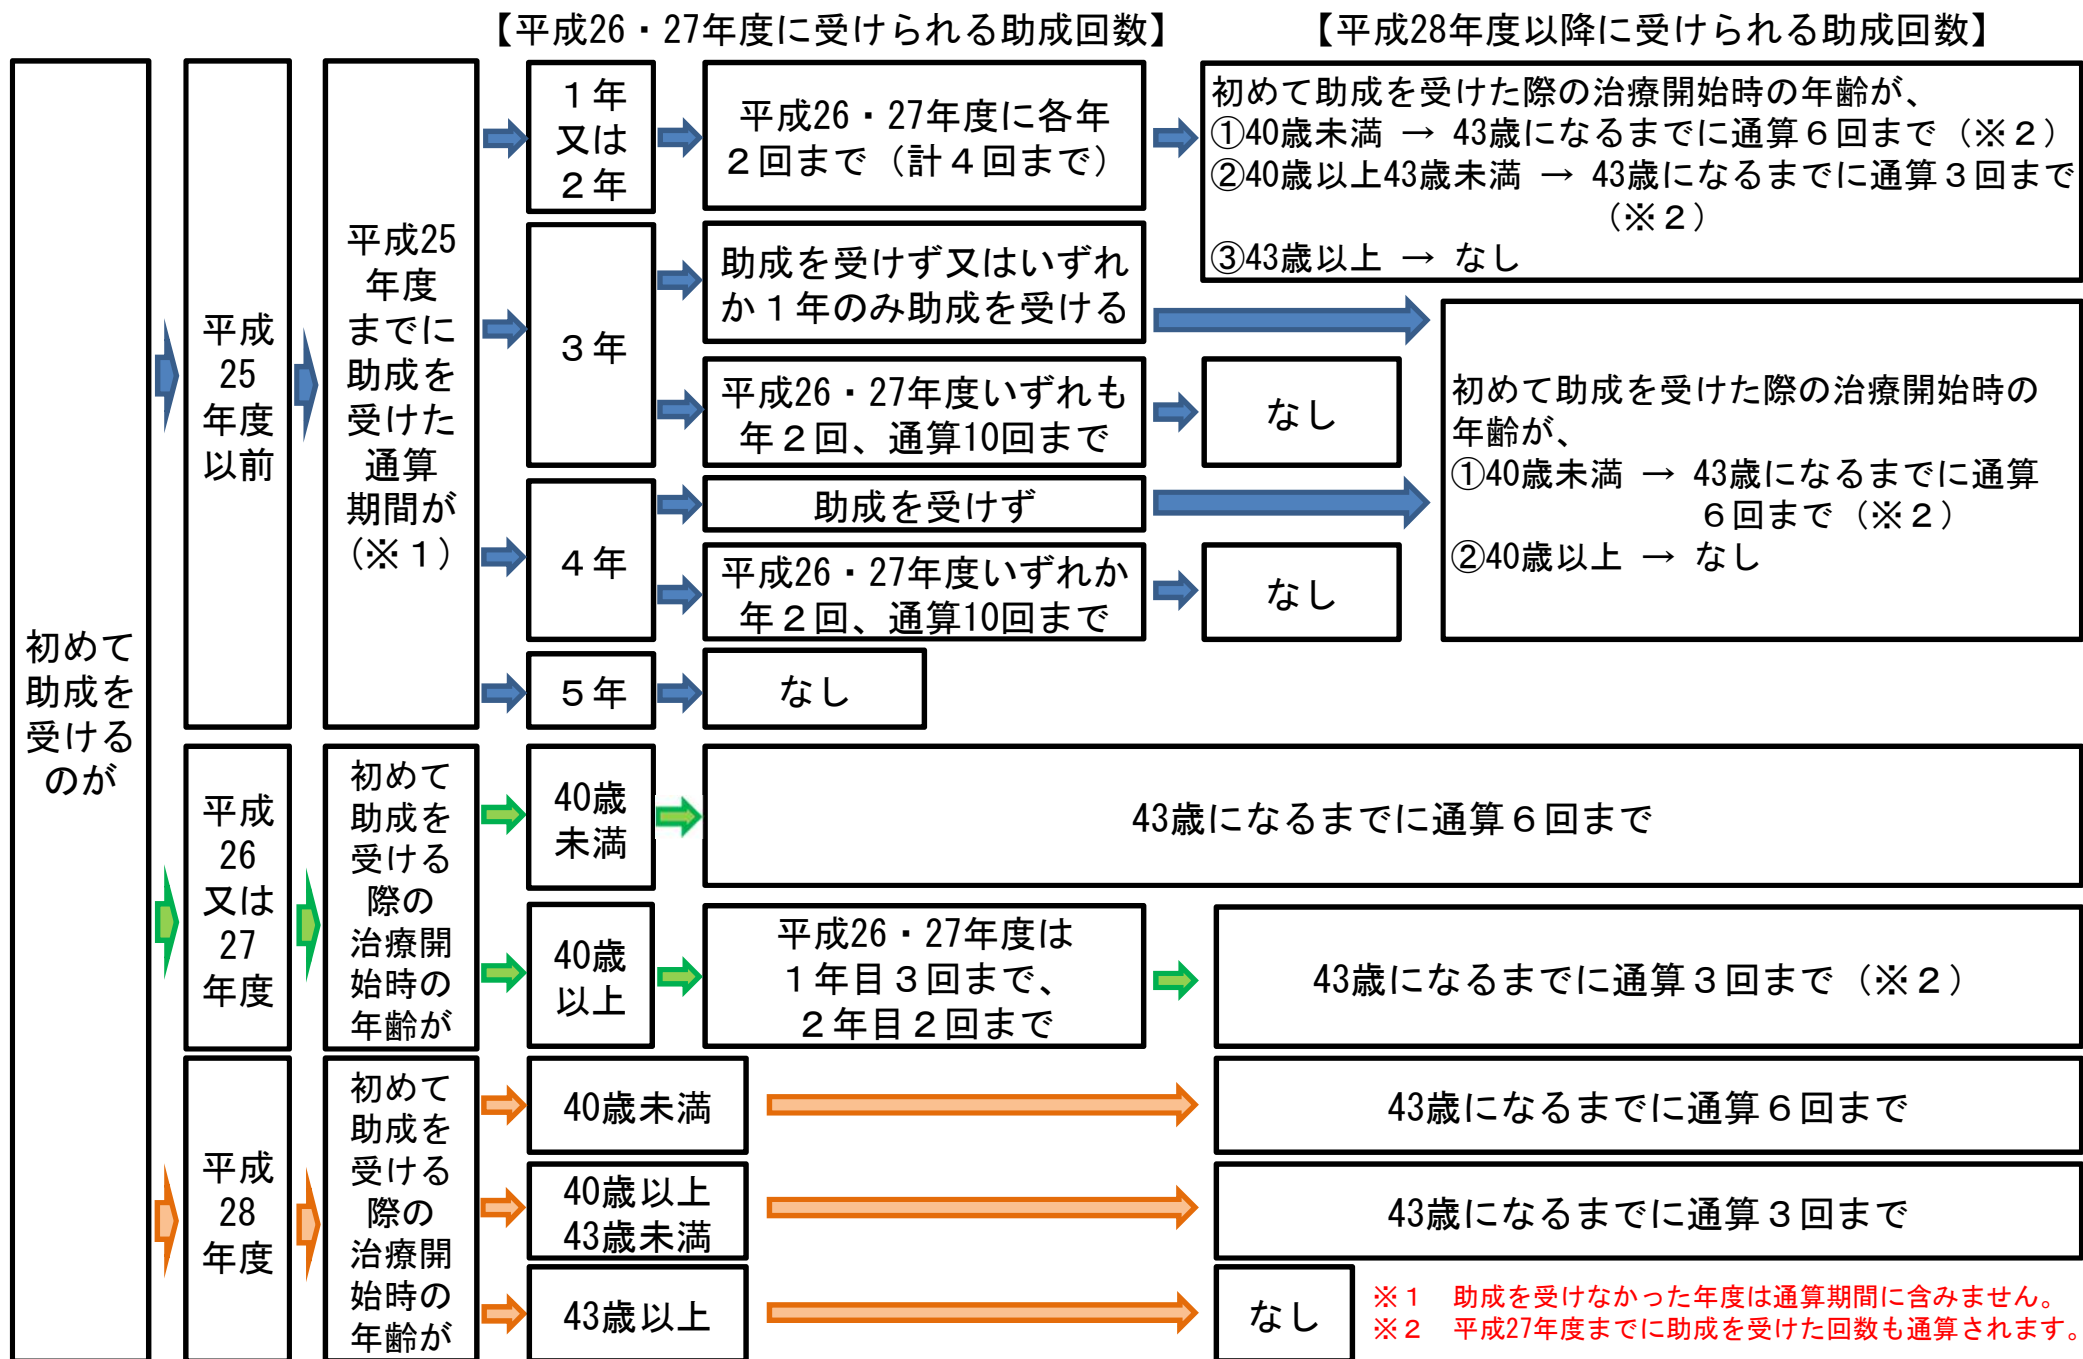 【平成26・27年度に受けられる助成回数】
【平成28年度以降に受けられる助成回数】
初めて
助成を
受ける
のが
平成
25
年度
以前
平成25
年度
までに
助成を
受けた
通算
期間が
（※１）
１年
又は
２年
平成26・27年度に各年
２回まで（計４回まで）
初めて助成を受けた際の治療開始時の年齢が、
①40歳未満 → 43歳になるまでに通算６回まで（※２）
②40歳以上43歳未満 → 43歳になるまでに通算３回まで
（※２）
③43歳以上 → なし
３年
助成を受けず又はいずれ
か１年のみ助成を受ける
平成26・27年度いずれも
年２回、通算10回まで
なし
４年
助成を受けず
平成26・27年度いずれか
年２回、通算10回まで
なし
初めて助成を受けた際の治療開始時の
年齢が、
①40歳未満 → 43歳になるまでに通算
６回まで（※２）
②40歳以上 → なし
５年
なし
平成
26
又は
27
年度
初めて
助成を
受ける
際の
治療開
始時の
年齢が
40歳
未満
43歳になるまでに通算６回まで
40歳
以上
平成26・27年度は
１年目３回まで、
２年目２回まで
43歳になるまでに通算３回まで（※２）
平成
28
年度
初めて
助成を
受ける
際の
治療開
始時の
年齢が
40歳未満
43歳になるまでに通算６回まで
40歳以上
43歳未満
43歳になるまでに通算３回まで
43歳以上
なし
※１　助成を受けなかった年度は通算期間に含みません。
※２　平成27年度までに助成を受けた回数も通算されます。